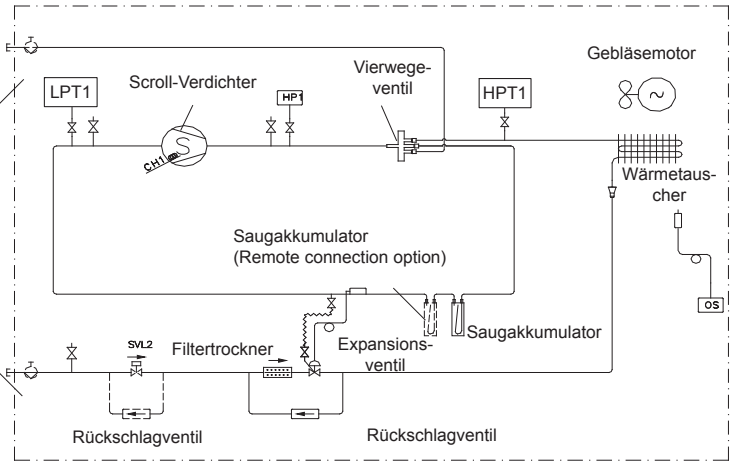 Gebläsemotor
Scroll-Verdichter
Vierwege-
ventil
LPT1
HP1
HPT1
S
~
CH1
Wärmetaus-
cher
Saugakkumulator
(Remote connection option)
OS
Saugakkumulator
Expansions-
ventil
SVL2
Filtertrockner
Rückschlagventil
Rückschlagventil